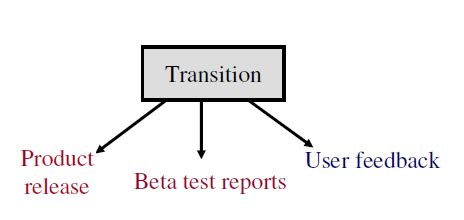 Transition
Product
release
Beta test reports
User feedback